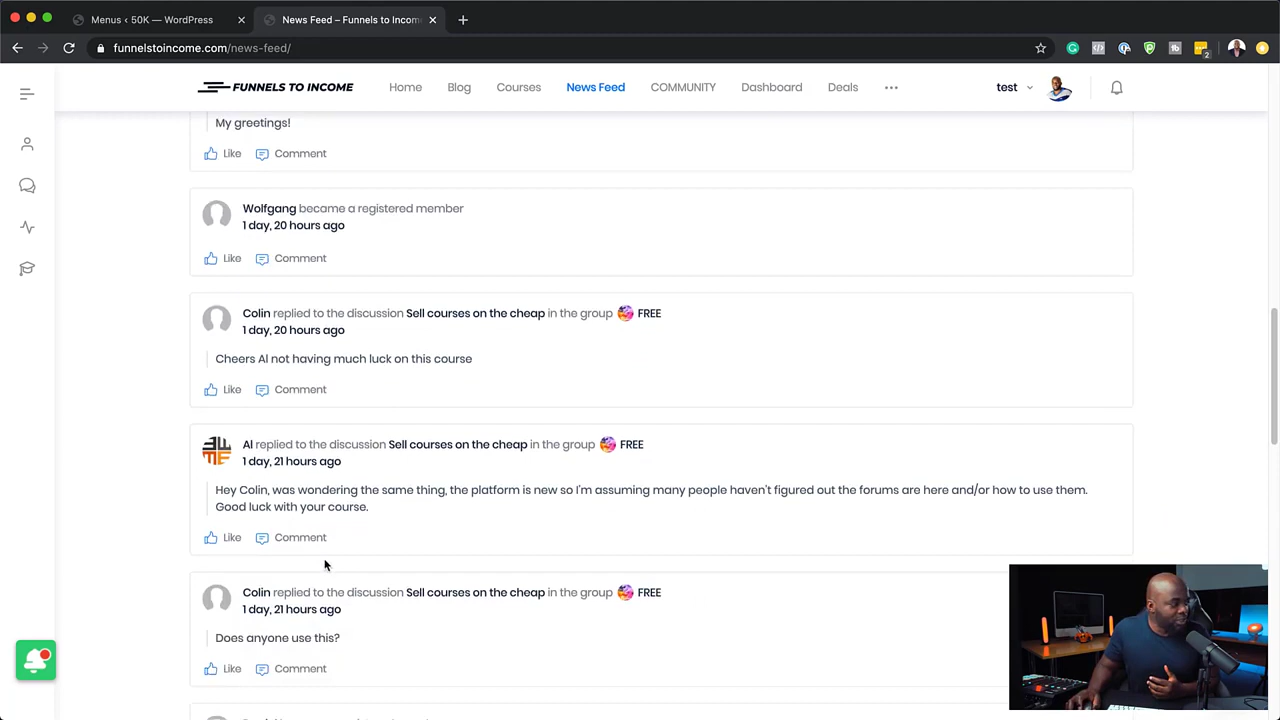 Menus ‹ 50K — WordPress
News Feed – Funnels to Incom
funnelstoincome.com/news-feed/
2
FUNNELS TO INCOME
Home
Blog
Courses
News Feed
COMMUNITY
Dashboard
Deals
test
My greetings!
Like
Comment
Wolfgang became a registered member
1 day, 20 hours ago
Like
Comment
Colin replied to the discussion Sell courses on the cheap in the group FREE
1 day, 20 hours ago
Cheers Al not having much luck on this course
Like
Comment
Al replied to the discussion Sell courses on the cheap in the group FREE
1 day, 21 hours ago
Hey Colin, was wondering the same thing, the platform is new so I'm assuming many people haven't figured out the forums are here and/or how to use them.
Good luck with your course.
Like
Comment
Colin replied to the discussion Sell courses on the cheap in the group FREE
1 day, 21 hours ago
Does anyone use this?
Like
Comment